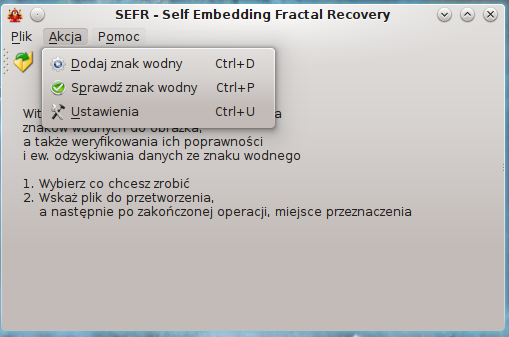 SEFR - Self Embedding Fractal Recovery
Plik Akcja Pomoc
Dodaj znak wodny Ctrl+D
Sprawdź znak wodny Ctrl+P
Ustawienia Ctrl+U
znaków wodnych do obrazka,
a także weryfikowania ich poprawności
i ew. odzyskiwania danych ze znaku wodnego
1. Wybierz co chcesz zrobić
2. Wskaż plik do przetworzenia,
a następnie po zakończonej operacji, miejsce przeznaczenia